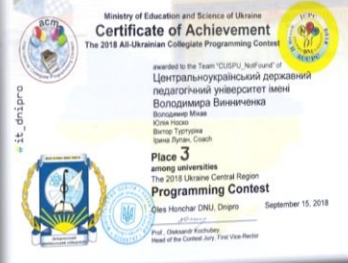 Ministry of Education and Science of Ukraine
acm
Certificate of Achievement
The 2018 All-Ukrainian Collegiate Programming Contest
awarded to the Team "CUSPU_NotFound" of
Центральноукраїнський державний
педагогічний університет імені
Володимира Винниченка
Володимир Міхав
Юлія Носко
Віктор Туртуріка
Ірина Лупан, Coach
Place 3
among universities
The 2018 Ukraine Central Region
Programming Contest
Oles Honchar DNU, Dnipro September 15, 2018
Prof., Oleksandr Kochubey
Head of the Contest Jury, First Vice-Rector
it_dnipro